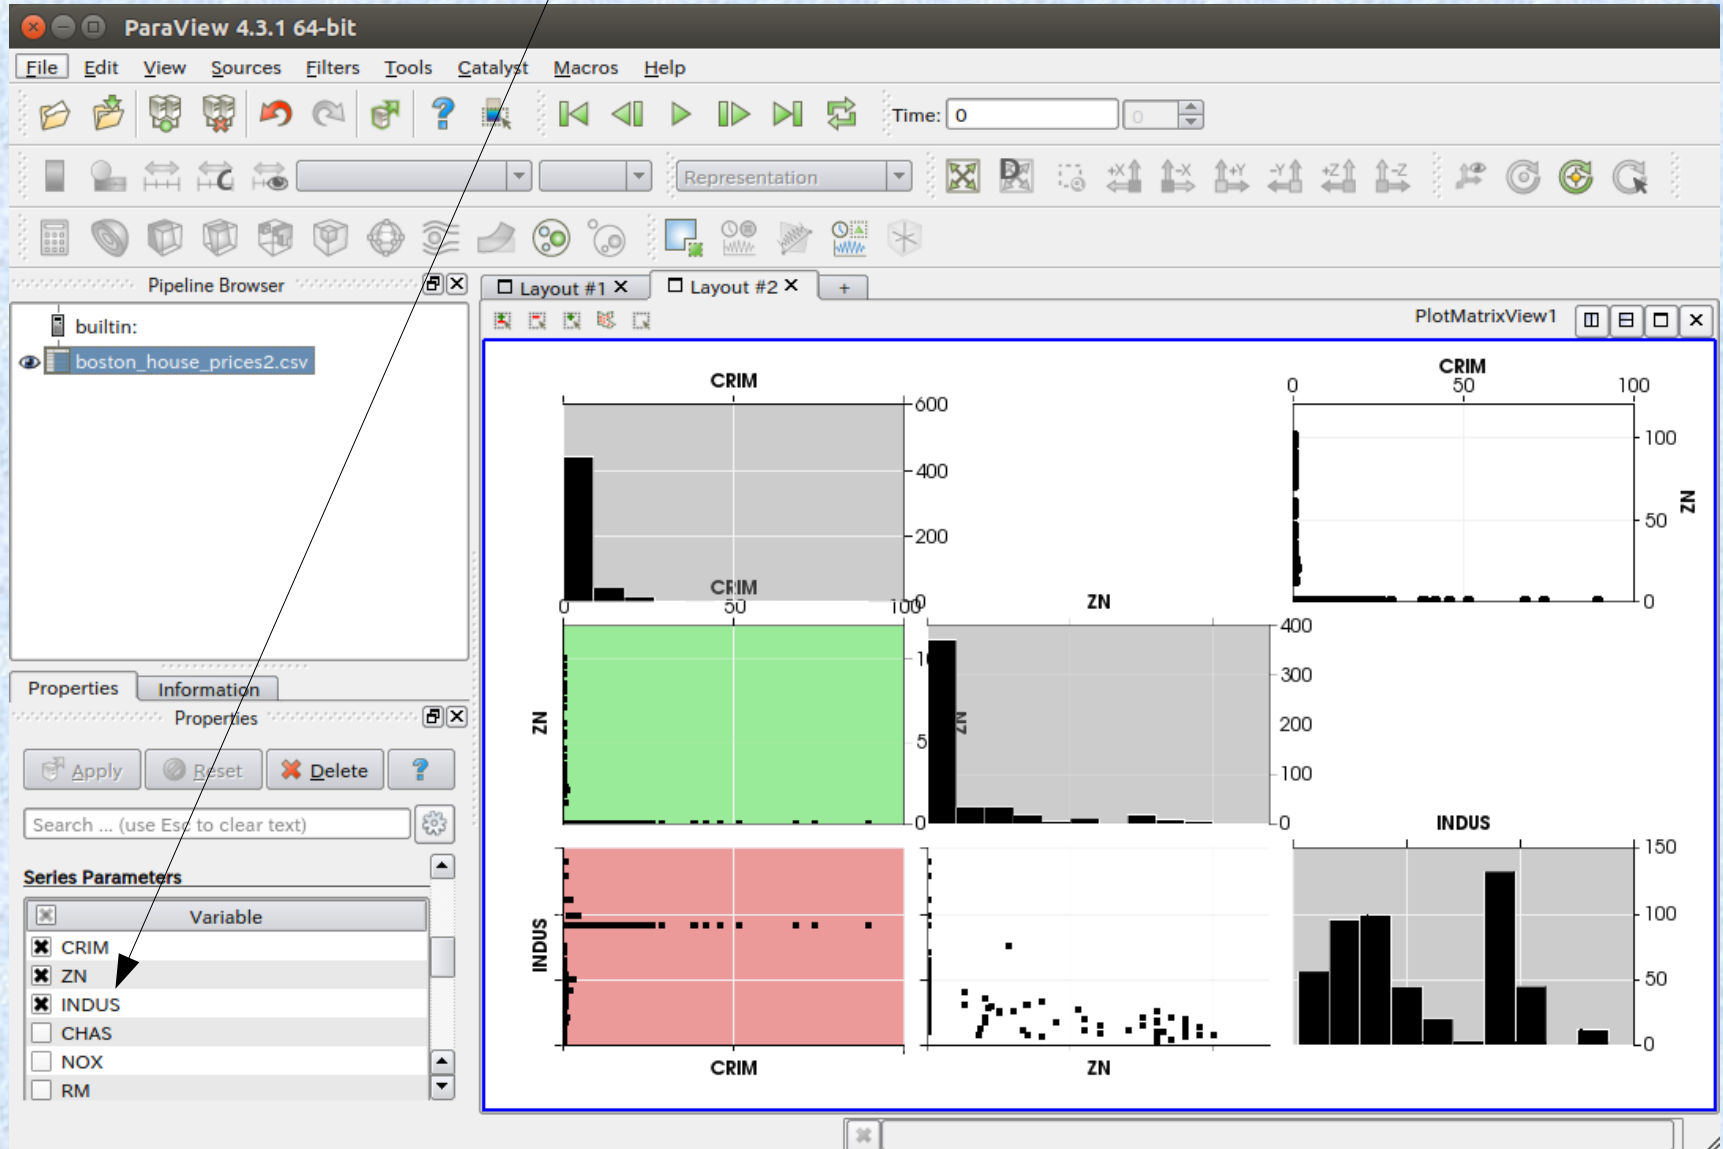 ParaView 4.3.1 64-bit
File Edit View Sources Filters Tools Catalyst Macros Help
Time: 0 0
Representation
+X -X +Y -Y +Z -Z
Pipeline Browser
Layout #1 Layout #2 +
builtin:
boston_house_prices2.csv
PlotMatrixView1
Properties Information
Properties
Apply Reset Delete ?
Search ... (use Esc to clear text)
Series Parameters
Variable
CRIM
ZN
INDUS
CHAS
NOX
RM
CRIM
600
400
200
0
CRIM
0 50 100
CRIM
0 50 100
100
50
0
ZN
ZN
ZN
400
300
200
100
0
ZN
5
0
INDUS
150
100
50
0
INDUS
CRIM
ZN